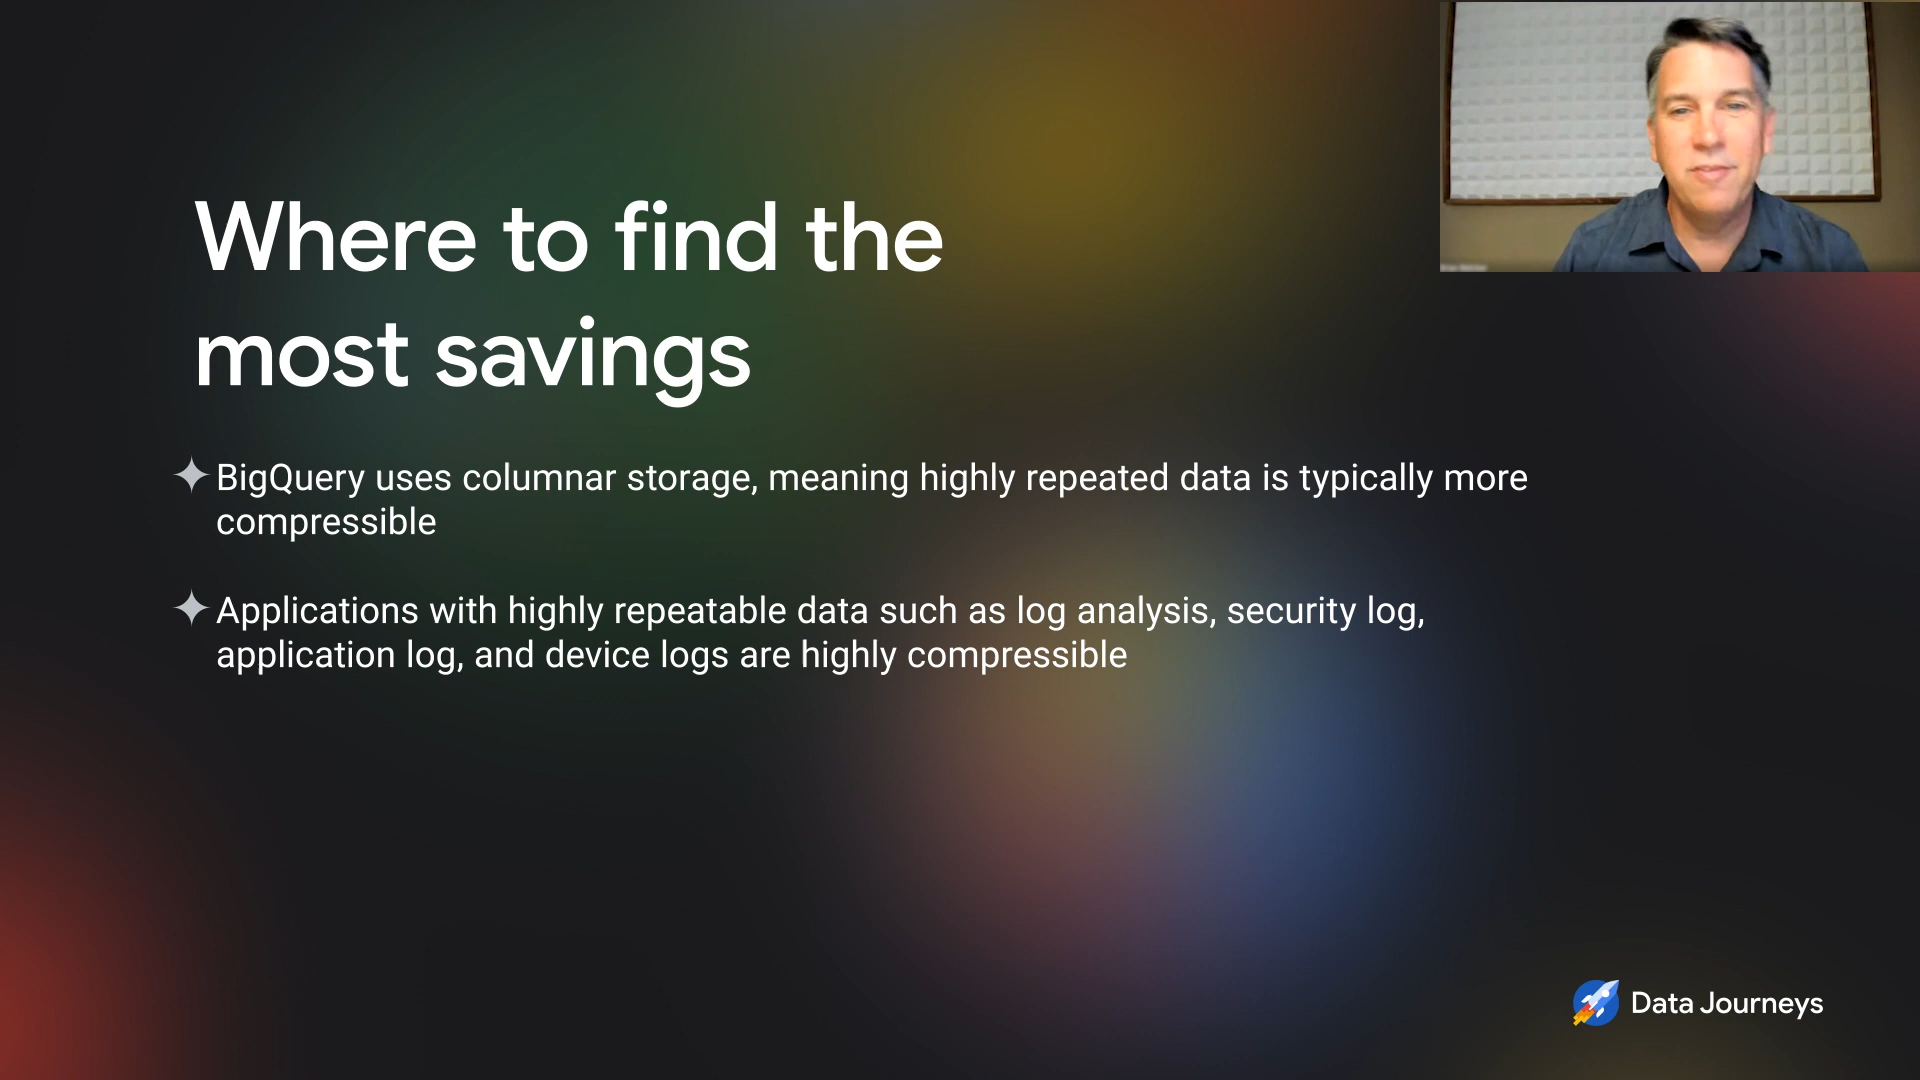 Where to find the
most savings
BigQuery uses columnar storage, meaning highly repeated data is typically more
compressible
Applications with highly repeatable data such as log analysis, security log,
application log, and device logs are highly compressible
Data Journeys